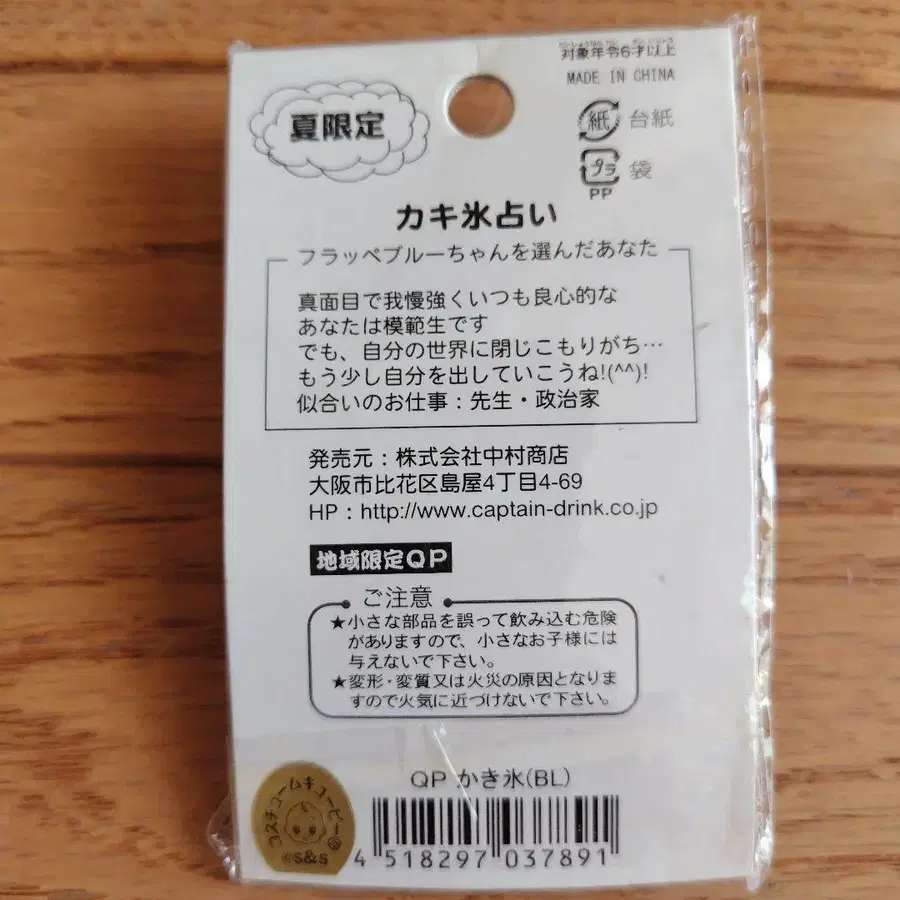 対象年令6才以上
MADE IN CHINA
夏限定
紙 台紙
プラ 袋
PP
カキ氷占い
フラッペブルーちゃんを選んだあなた
真面目で我慢強くいつも良心的な
あなたは模範生です
でも、自分の世界に閉じこもりがち…
もう少し自分を出していこうね!(^^)!
似合いのお仕事：先生・政治家
発売元：株式会社中村商店
大阪市比花区島屋4丁目4-69
HP：http://www.captain-drink.co.jp
地域限定QP
ご注意
★小さな部品を誤って飲み込む危険
がありますので、小さなお子様には
与えないで下さい。
★変形・変質又は火災の原因となりま
すので火気に近づけないで下さい。
QP かき氷(BL)
コスチュームキューピー
©S&S
4 518297 037891